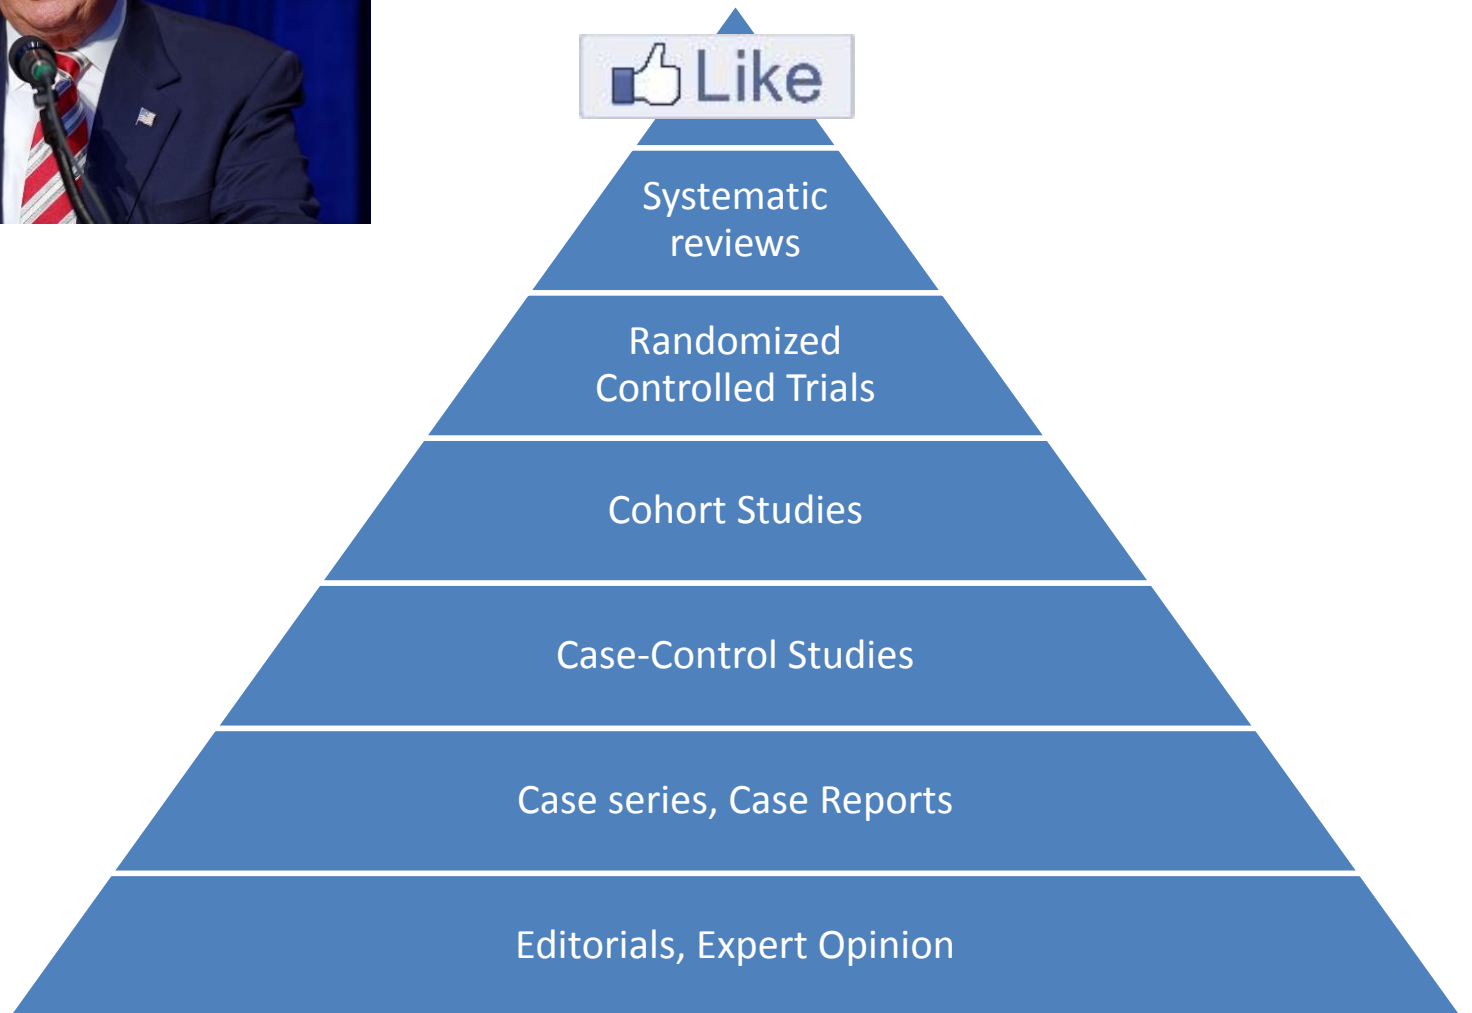 Like
Systematic
reviews
Randomized
Controlled Trials
Cohort Studies
Case-Control Studies
Case series, Case Reports
Editorials, Expert Opinion